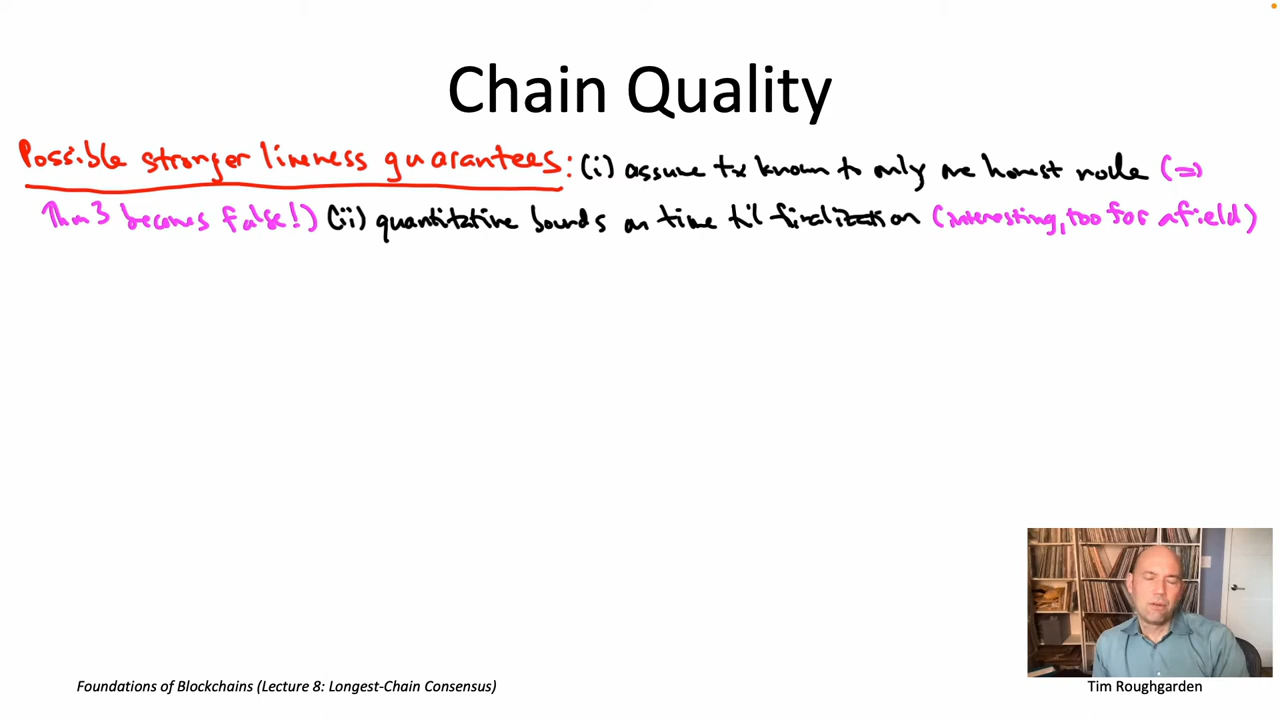 Chain Quality
Possible stronger liveness guarantees: (i) assume tx known to only one honest node (=>
Thm 3 becomes false!) (ii) quantitative bounds on time til finalization (interesting, too far afield)
Foundations of Blockchains (Lecture 8: Longest-Chain Consensus)
Tim Roughgarden